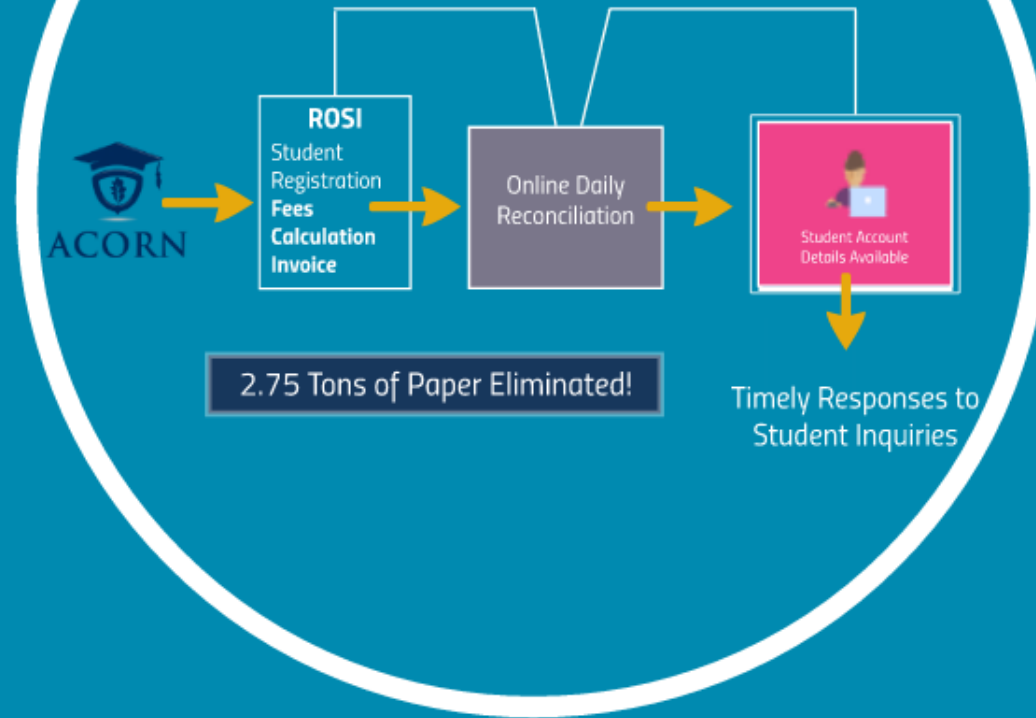 ACORN
ROSI
Student
Registration
Fees
Calculation
Invoice
Online Daily
Reconciliation
Student Account
Details Available
2.75 Tons of Paper Eliminated!
Timely Responses to
Student Inquiries